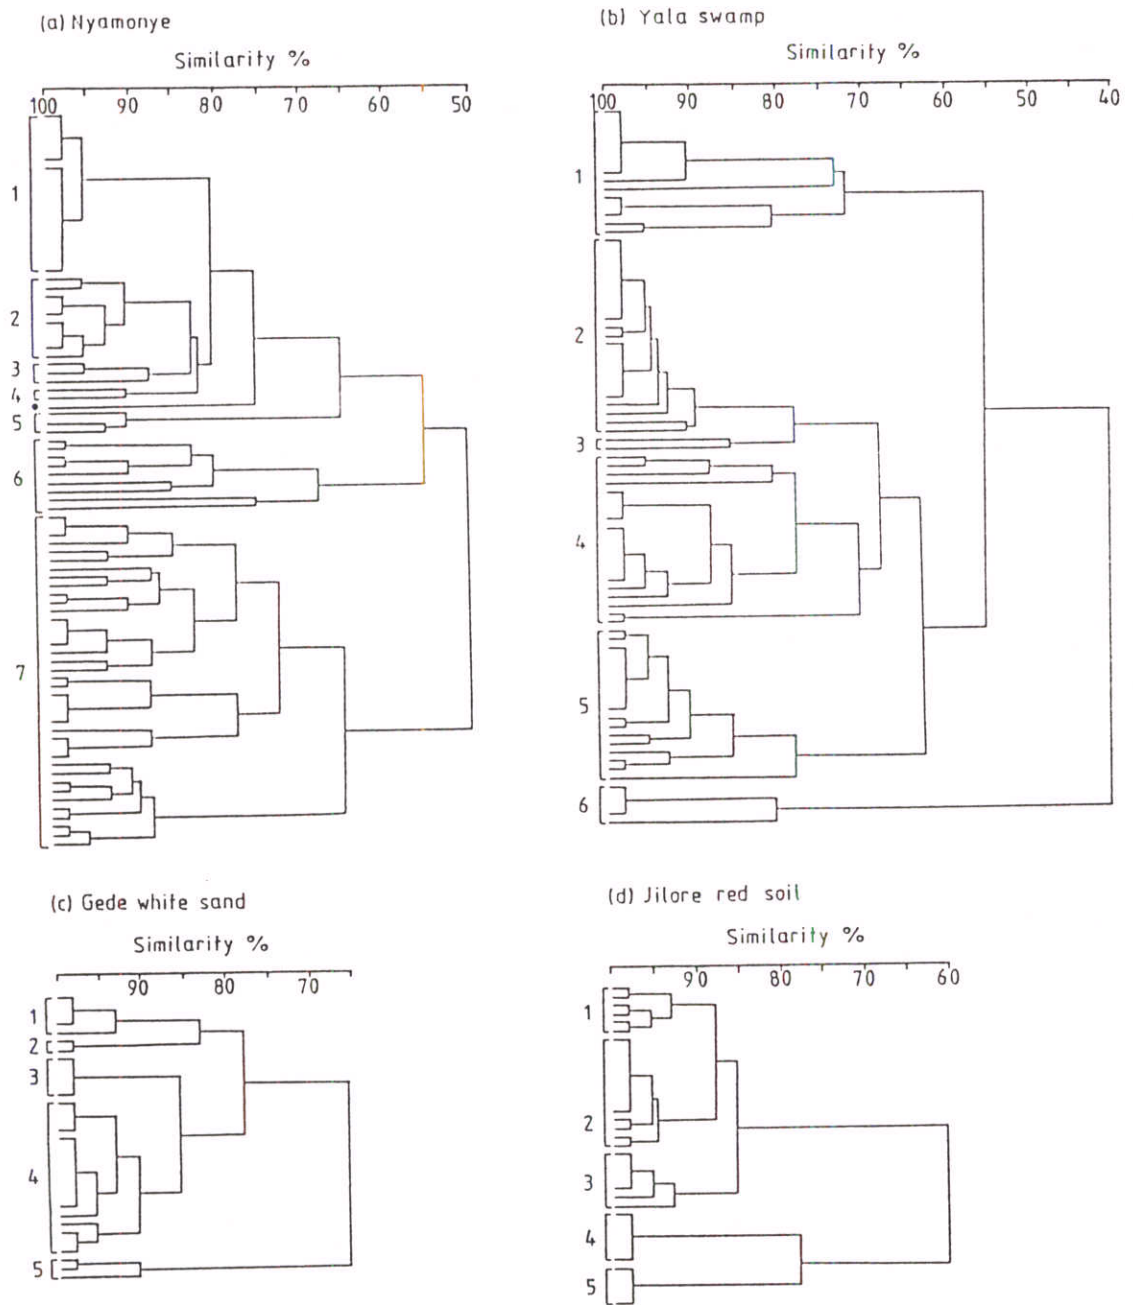 (a) Nyamonye
Similarity %
100 90 80 70 60 50
1
2
3
4
5
6
7
(b) Yala swamp
Similarity %
100 90 80 70 60 50 40
1
2
3
4
5
6
(c) Gede white sand
Similarity %
90 80 70
1
2
3
4
5
(d) Jilore red soil
Similarity %
90 80 70 60
1
2
3
4
5